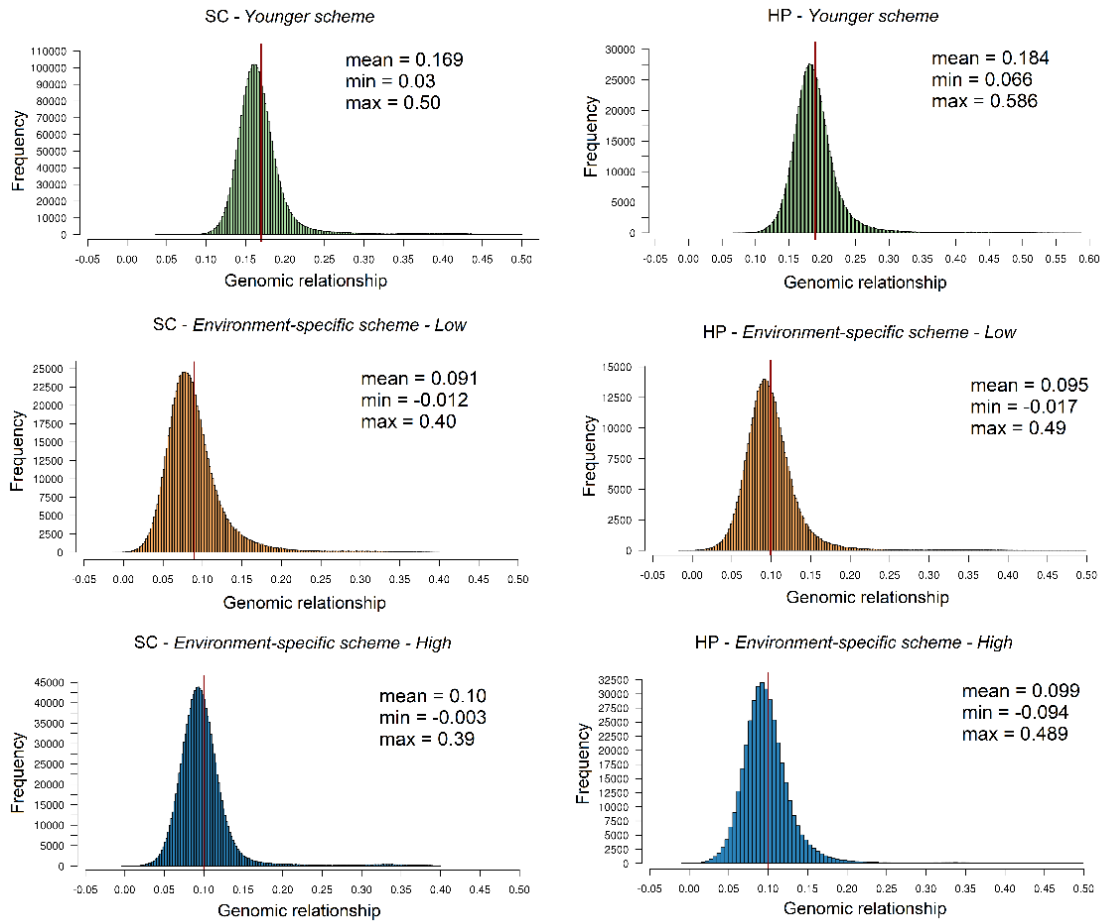 SC - Younger scheme
mean = 0.169
min = 0.03
max = 0.50
Frequency
110000
100000
90000
80000
70000
60000
50000
40000
30000
20000
10000
0
-0.05 0.00 0.05 0.10 0.15 0.20 0.25 0.30 0.35 0.40 0.45 0.50
Genomic relationship
HP - Younger scheme
mean = 0.184
min = 0.066
max = 0.586
Frequency
30000
25000
20000
15000
10000
5000
0
-0.05 0.00 0.05 0.10 0.15 0.20 0.25 0.30 0.35 0.40 0.45 0.50 0.55 0.60
Genomic relationship
SC - Environment-specific scheme - Low
mean = 0.091
min = -0.012
max = 0.40
Frequency
25000
22500
20000
17500
15000
12500
10000
7500
5000
2500
0
-0.05 0.00 0.05 0.10 0.15 0.20 0.25 0.30 0.35 0.40 0.45 0.50
Genomic relationship
HP - Environment-specific scheme - Low
mean = 0.095
min = -0.017
max = 0.49
Frequency
15000
12500
10000
7500
5000
2500
0
-0.05 0.00 0.05 0.10 0.15 0.20 0.25 0.30 0.35 0.40 0.45 0.50
Genomic relationship
SC - Environment-specific scheme - High
mean = 0.10
min = -0.003
max = 0.39
Frequency
45000
40000
35000
30000
25000
20000
15000
10000
5000
0
-0.05 0.00 0.05 0.10 0.15 0.20 0.25 0.30 0.35 0.40 0.45 0.50
Genomic relationship
HP - Environment-specific scheme - High
mean = 0.099
min = -0.094
max = 0.489
Frequency
32500
30000
27500
25000
22500
20000
17500
15000
12500
10000
7500
5000
2500
0
-0.05 0.00 0.05 0.10 0.15 0.20 0.25 0.30 0.35 0.40 0.45 0.50
Genomic relationship